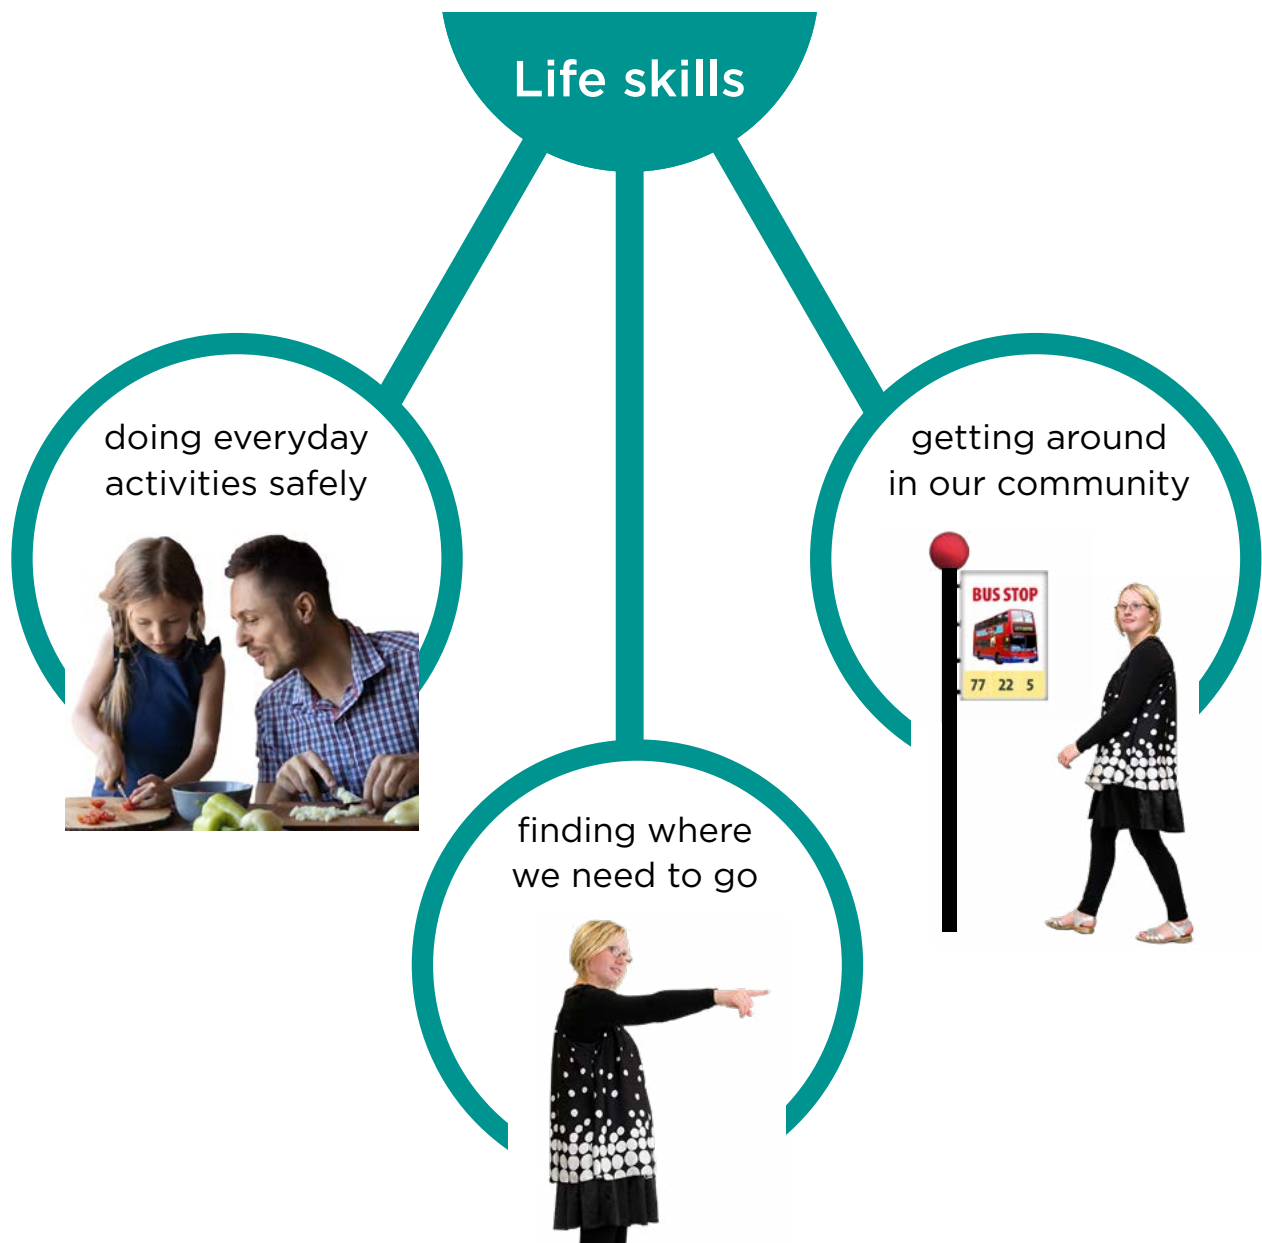 Life skills
doing everyday
activities safely
getting around
in our community
BUS STOP
77 22 5
finding where
we need to go